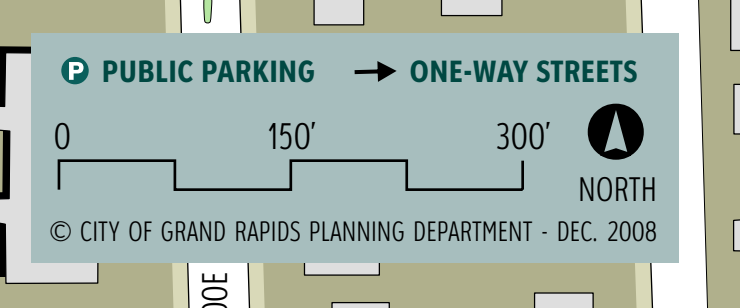 P PUBLIC PARKING → ONE-WAY STREETS
0 150' 300'
NORTH
© CITY OF GRAND RAPIDS PLANNING DEPARTMENT - DEC. 2008